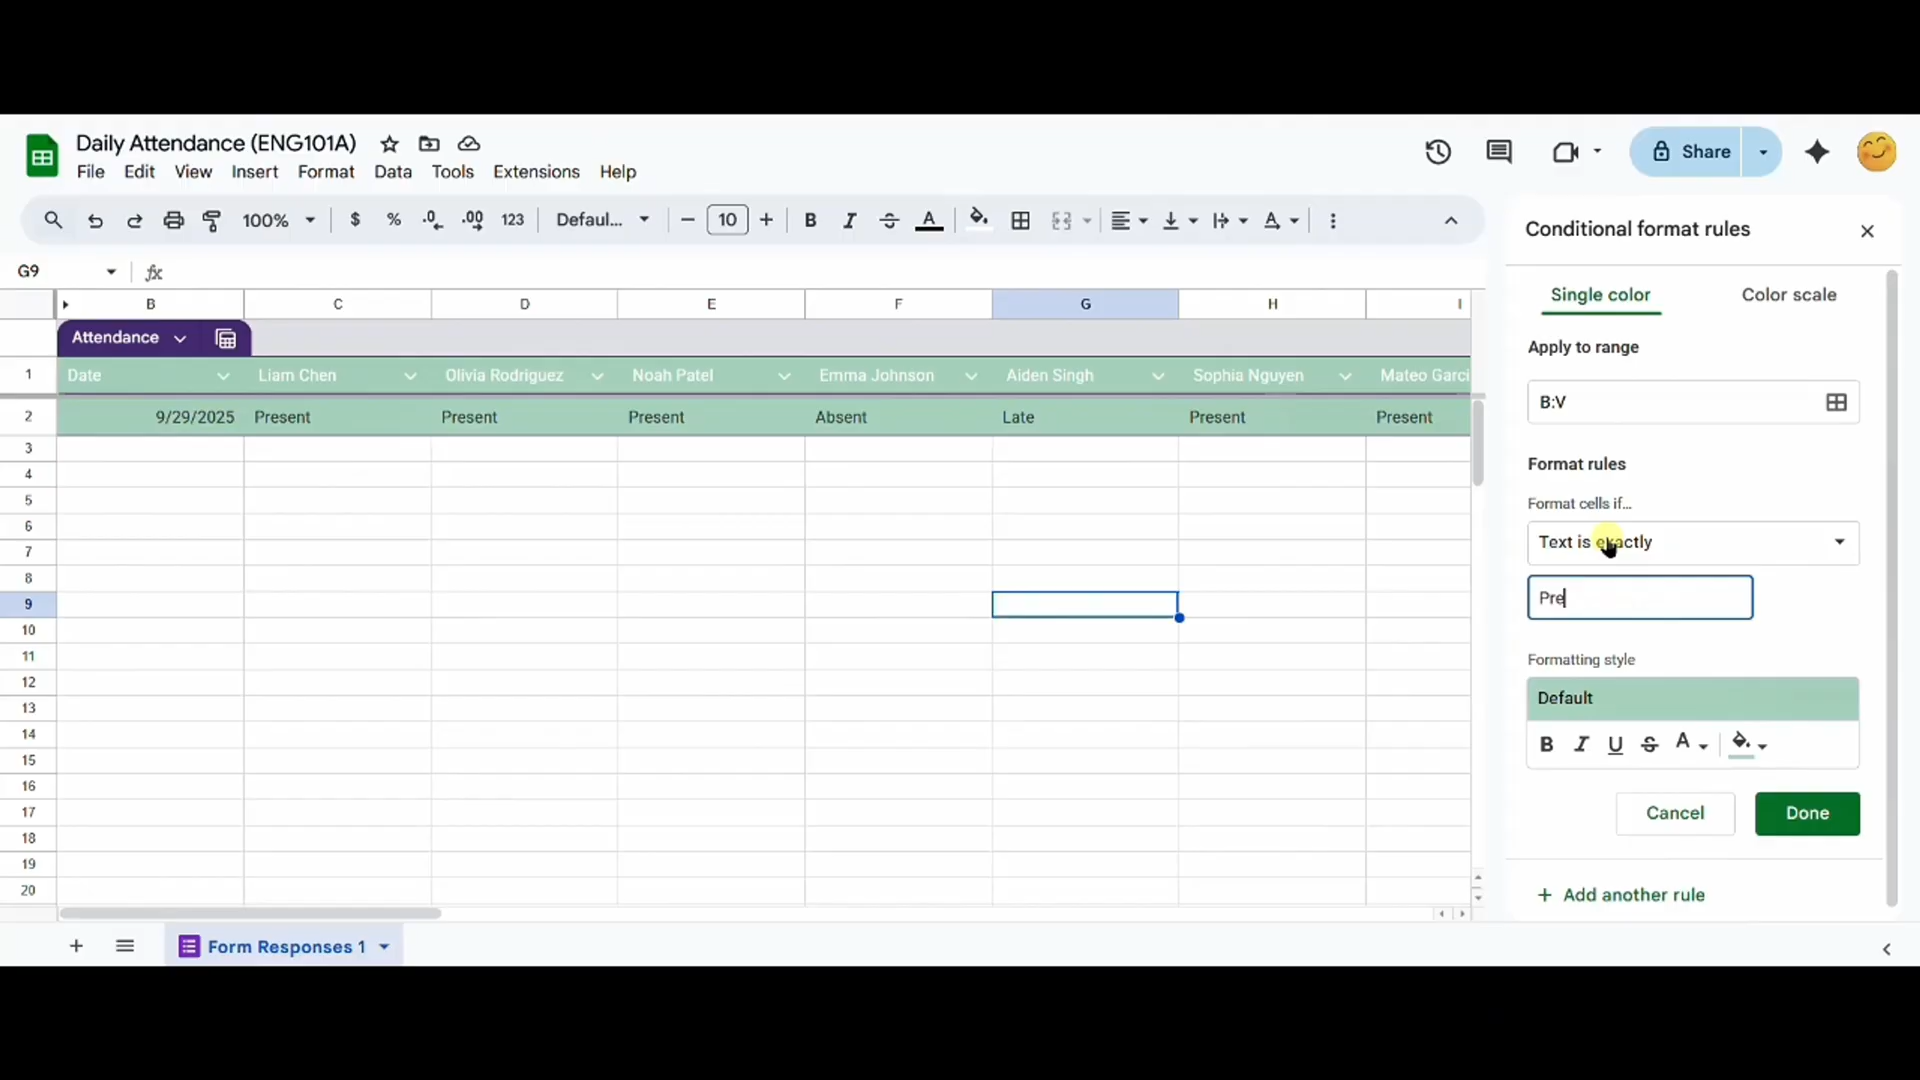 Daily Attendance (ENG101A)
File Edit View Insert Format Data Tools Extensions Help
Share
100% $ % .0 .00 123 Defaul... 10 B I S A A
G9 fx
B C D E F G H I
Attendance
1 Date Liam Chen Olivia Rodriguez Noah Patel Emma Johnson Aiden Singh Sophia Nguyen Mateo Garci
2 9/29/2025 Present Present Present Absent Late Present Present
3
4
5
6
7
8
9
10
11
12
13
14
15
16
17
18
19
20
Form Responses 1
Conditional format rules
Single color Color scale
Apply to range
B:V
Format rules
Format cells if...
Text is exactly
Pre
Formatting style
Default
B I U S A
Cancel Done
+ Add another rule